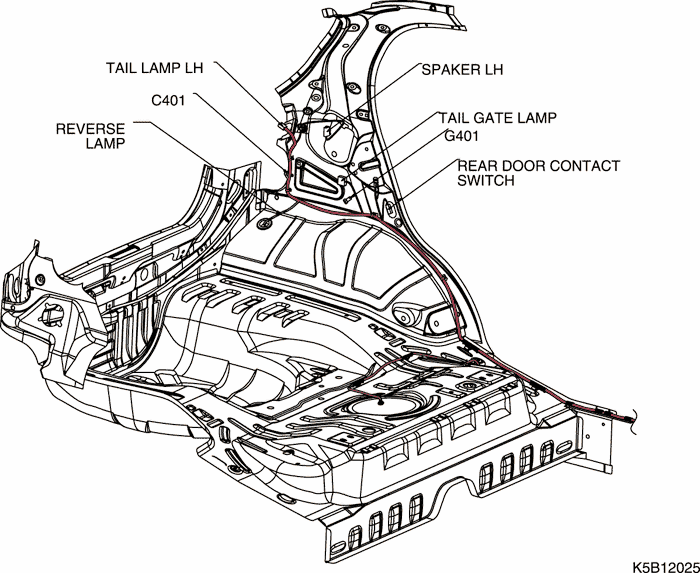 TAIL LAMP LH
SPAKER LH
C401
TAIL GATE LAMP
REVERSE
LAMP
G401
REAR DOOR CONTACT
SWITCH
K5B12025